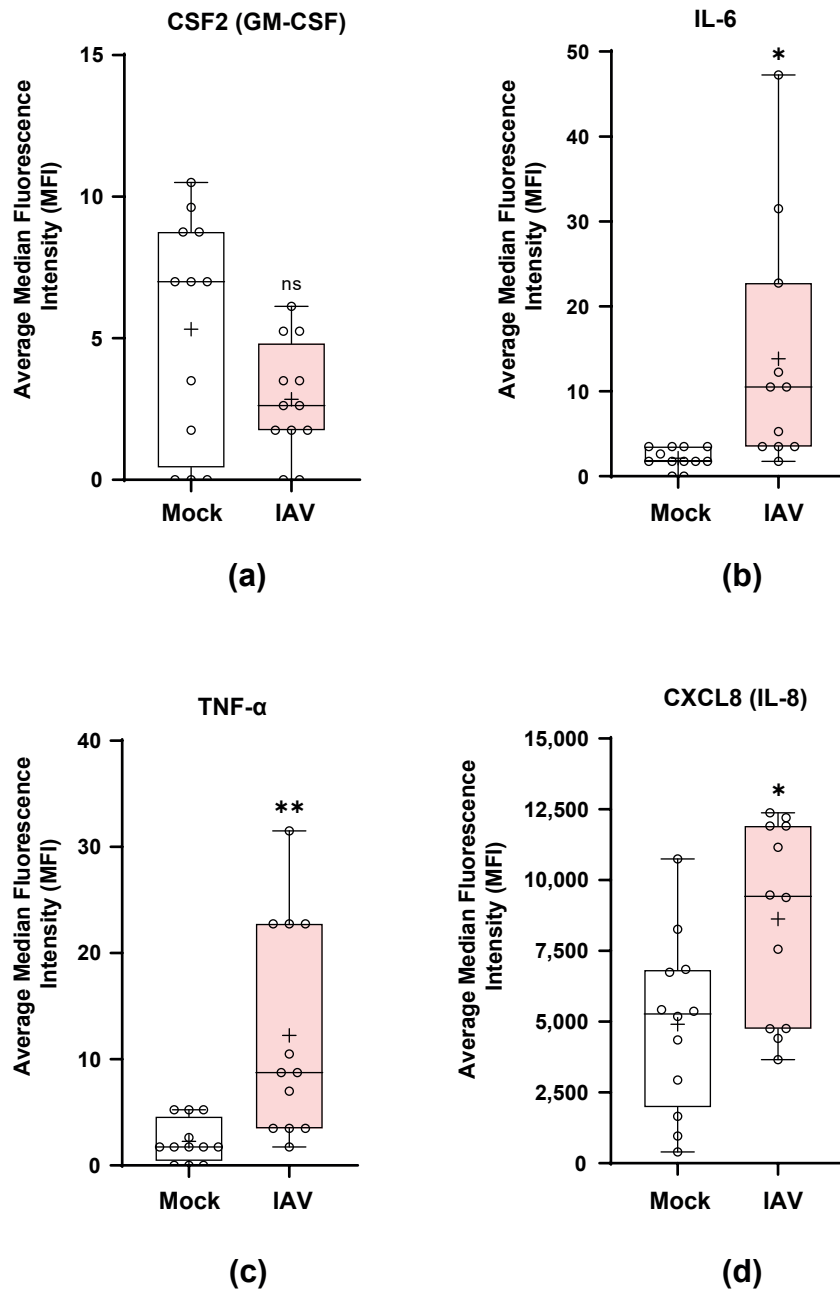 CSF2 (GM-CSF)
Average Median Fluorescence
Intensity (MFI)
15
10
5
0
ns
Mock
IAV
(a)
IL-6
Average Median Fluorescence
Intensity (MFI)
50
40
30
20
10
0
*
Mock
IAV
(b)
TNF-α
Average Median Fluorescence
Intensity (MFI)
40
30
20
10
0
**
Mock
IAV
(c)
CXCL8 (IL-8)
Average Median Fluorescence
Intensity (MFI)
15,000
12,500
10,000
7,500
5,000
2,500
0
*
Mock
IAV
(d)